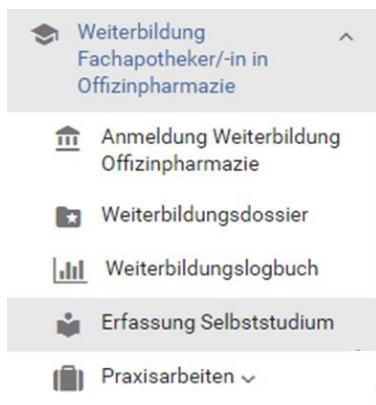 Weiterbildung
Fachapotheker/-in in
Offizinpharmazie
Anmeldung Weiterbildung
Offizinpharmazie
Weiterbildungsdossier
Weiterbildungslogbuch
Erfassung Selbststudium
Praxisarbeiten